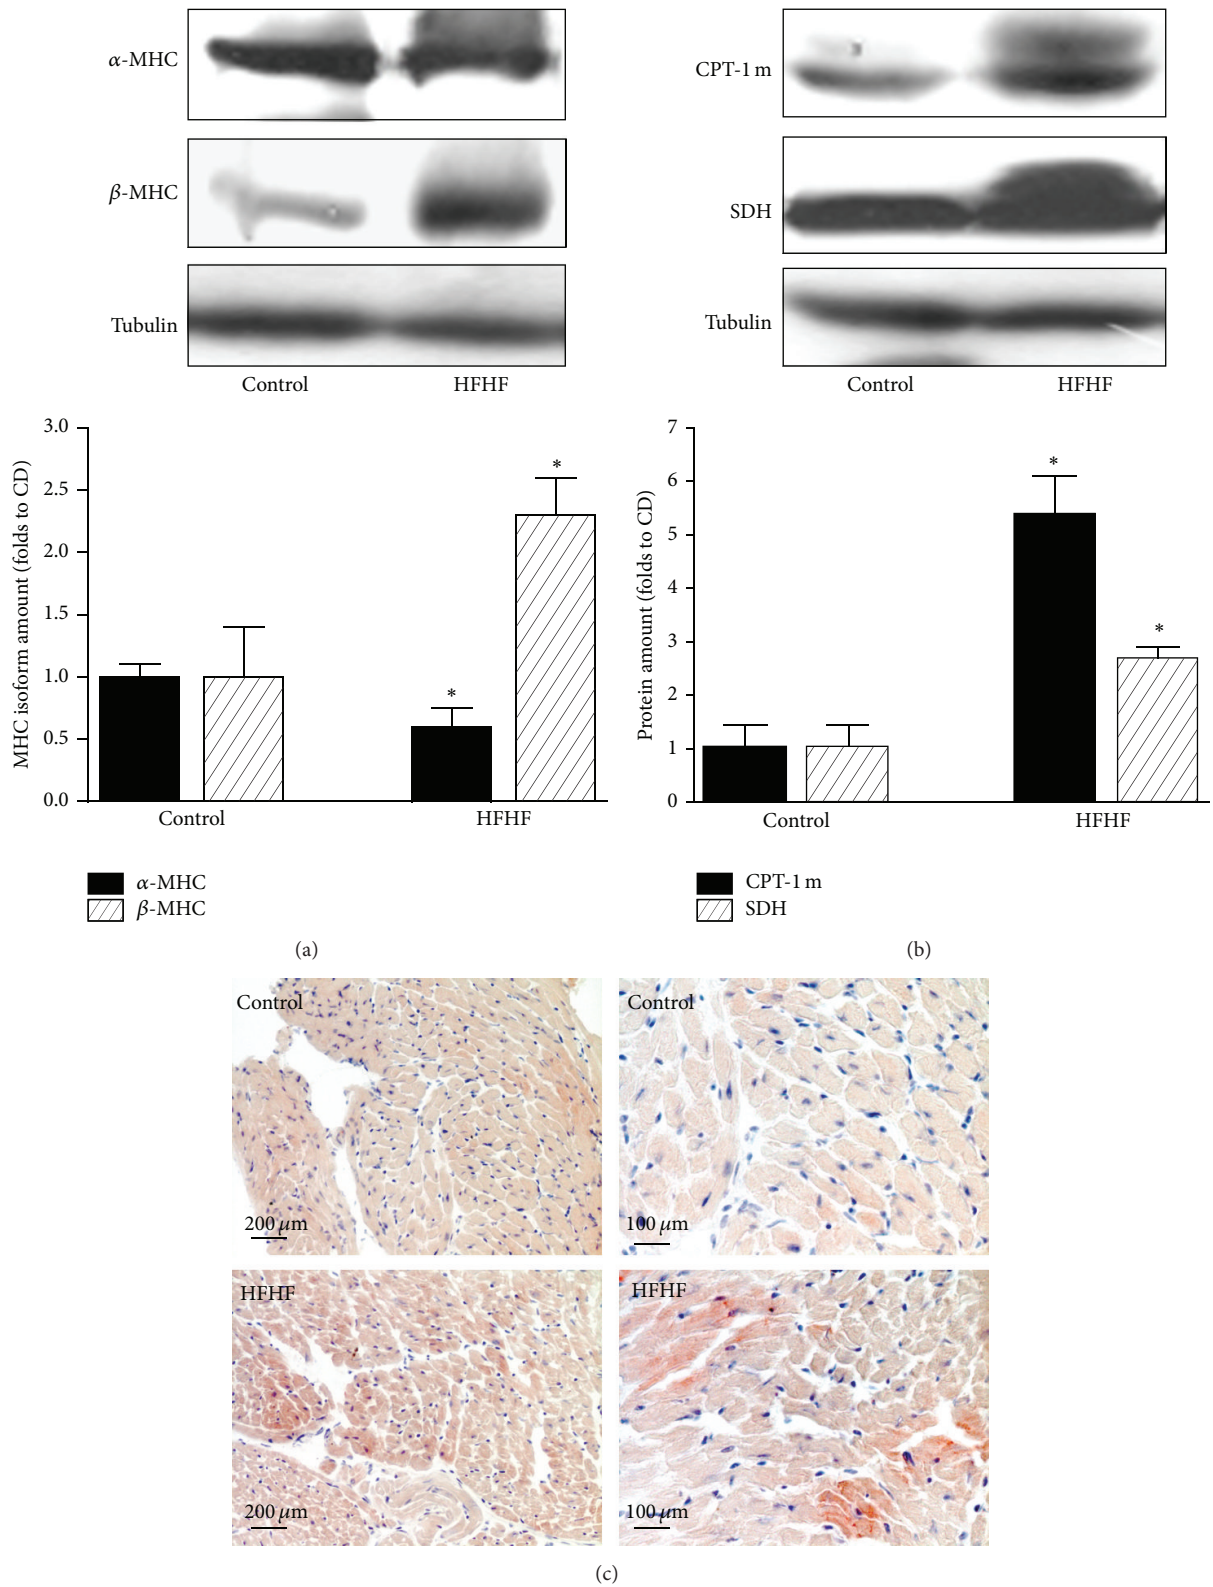 α-MHC
β-MHC
Tubulin
Control HFHF
CPT-1 m
SDH
Tubulin
Control HFHF
MHC isoform amount (folds to CD)
3.0
2.5
2.0
1.5
1.0
0.5
0.0
*
*
Control HFHF
α-MHC
β-MHC
(a)
Protein amount (folds to CD)
7
6
5
4
3
2
1
0
*
*
Control HFHF
CPT-1 m
SDH
(b)
Control
200 μm
Control
100 μm
HFHF
200 μm
HFHF
100 μm
(c)